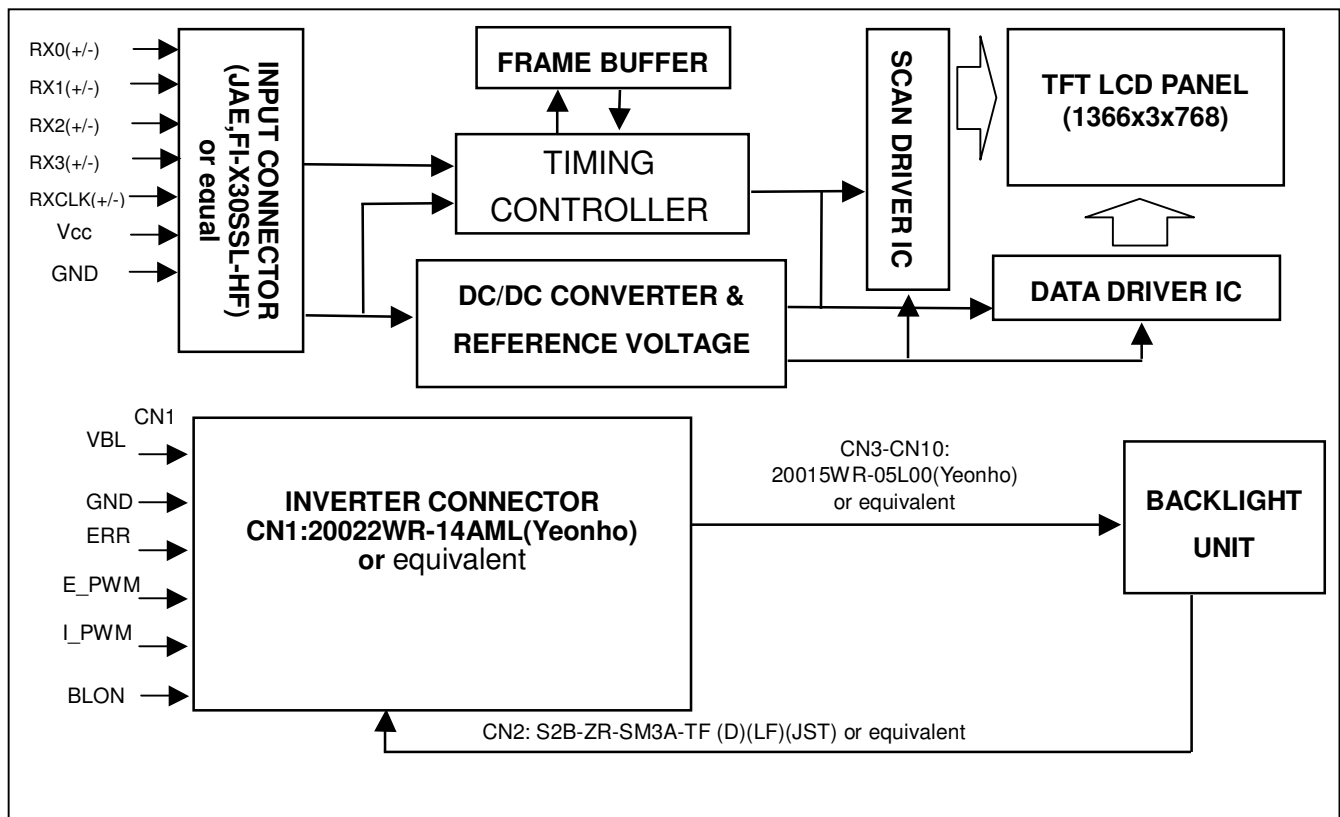 RX0(+/-)
RX1(+/-)
RX2(+/-)
RX3(+/-)
RXCLK(+/-)
Vcc
GND
INPUT CONNECTOR
(JAE,FI-X30SSL-HF)
or equal
FRAME BUFFER
TIMING
CONTROLLER
DC/DC CONVERTER &
REFERENCE VOLTAGE
SCAN DRIVER IC
TFT LCD PANEL
(1366x3x768)
DATA DRIVER IC
CN1
VBL
GND
ERR
E_PWM
I_PWM
BLON
INVERTER CONNECTOR
CN1:20022WR-14AML(Yeonho)
or equivalent
CN3-CN10:
20015WR-05L00(Yeonho)
or equivalent
BACKLIGHT
UNIT
CN2: S2B-ZR-SM3A-TF (D)(LF)(JST) or equivalent